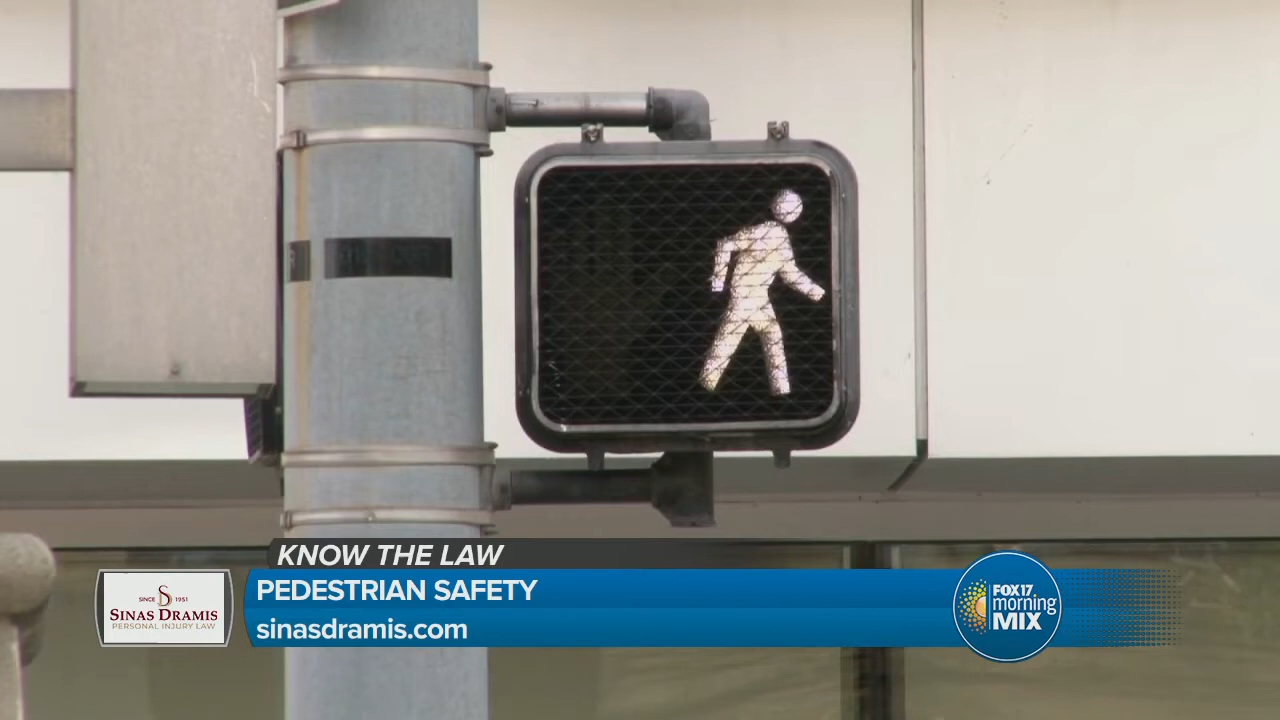 KNOW THE LAW
PEDESTRIAN SAFETY
sinasdramis.com
SINCE S D 1951
SINAS DRAMIS
PERSONAL INJURY LAW
FOX17
morning
MIX